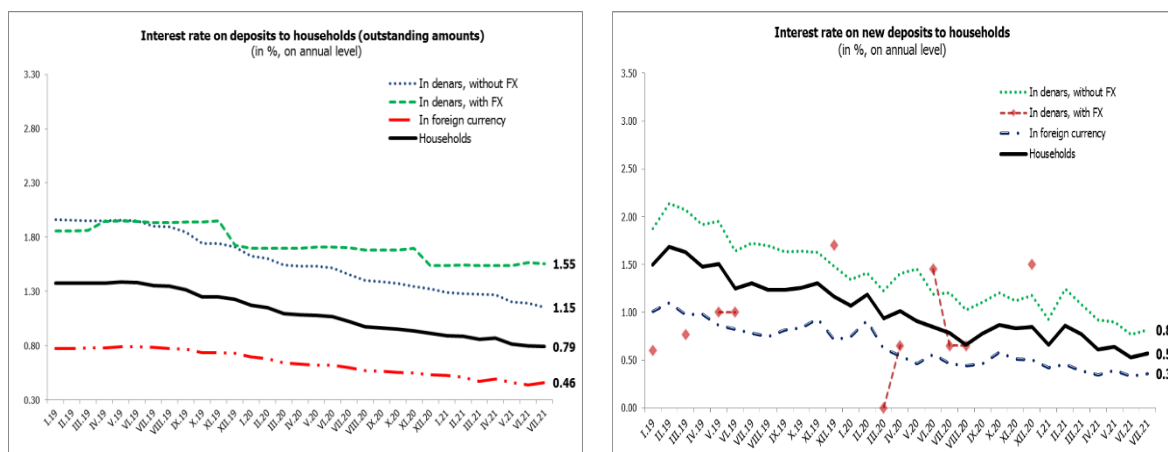 Interest rate on deposits to households (outstanding amounts)
(in %, on annual level)
3.30
2.80
2.30
1.80
1.30
0.80
0.30
In denars, without FX
In denars, with FX
In foreign currency
Households
1.55
1.15
0.79
0.46
I.19
II.19
III.19
IV.19
V.19
VI.19
VII.19
VIII.19
IX.19
X.19
XI.19
XII.19
I.20
II.20
III.20
IV.20
V.20
VI.20
VII.20
VIII.20
IX.20
X.20
XI.20
XII.20
I.21
II.21
III.21
IV.21
V.21
VI.21
VII.21
Interest rate on new deposits to households
(in %, on annual level)
3.50
3.00
2.50
2.00
1.50
1.00
0.50
0.00
In denars, without FX
In denars, with FX
In foreign currency
Households
0.8
0.5
0.3
I.19
II.19
III.19
IV.19
V.19
VI.19
VII.19
VIII.19
IX.19
X.19
XI.19
XII.19
I.20
II.20
III.20
IV.20
V.20
VI.20
VII.20
VIII.20
IX.20
X.20
XI.20
XII.20
I.21
II.21
III.21
IV.21
V.21
VI.21
VII.21